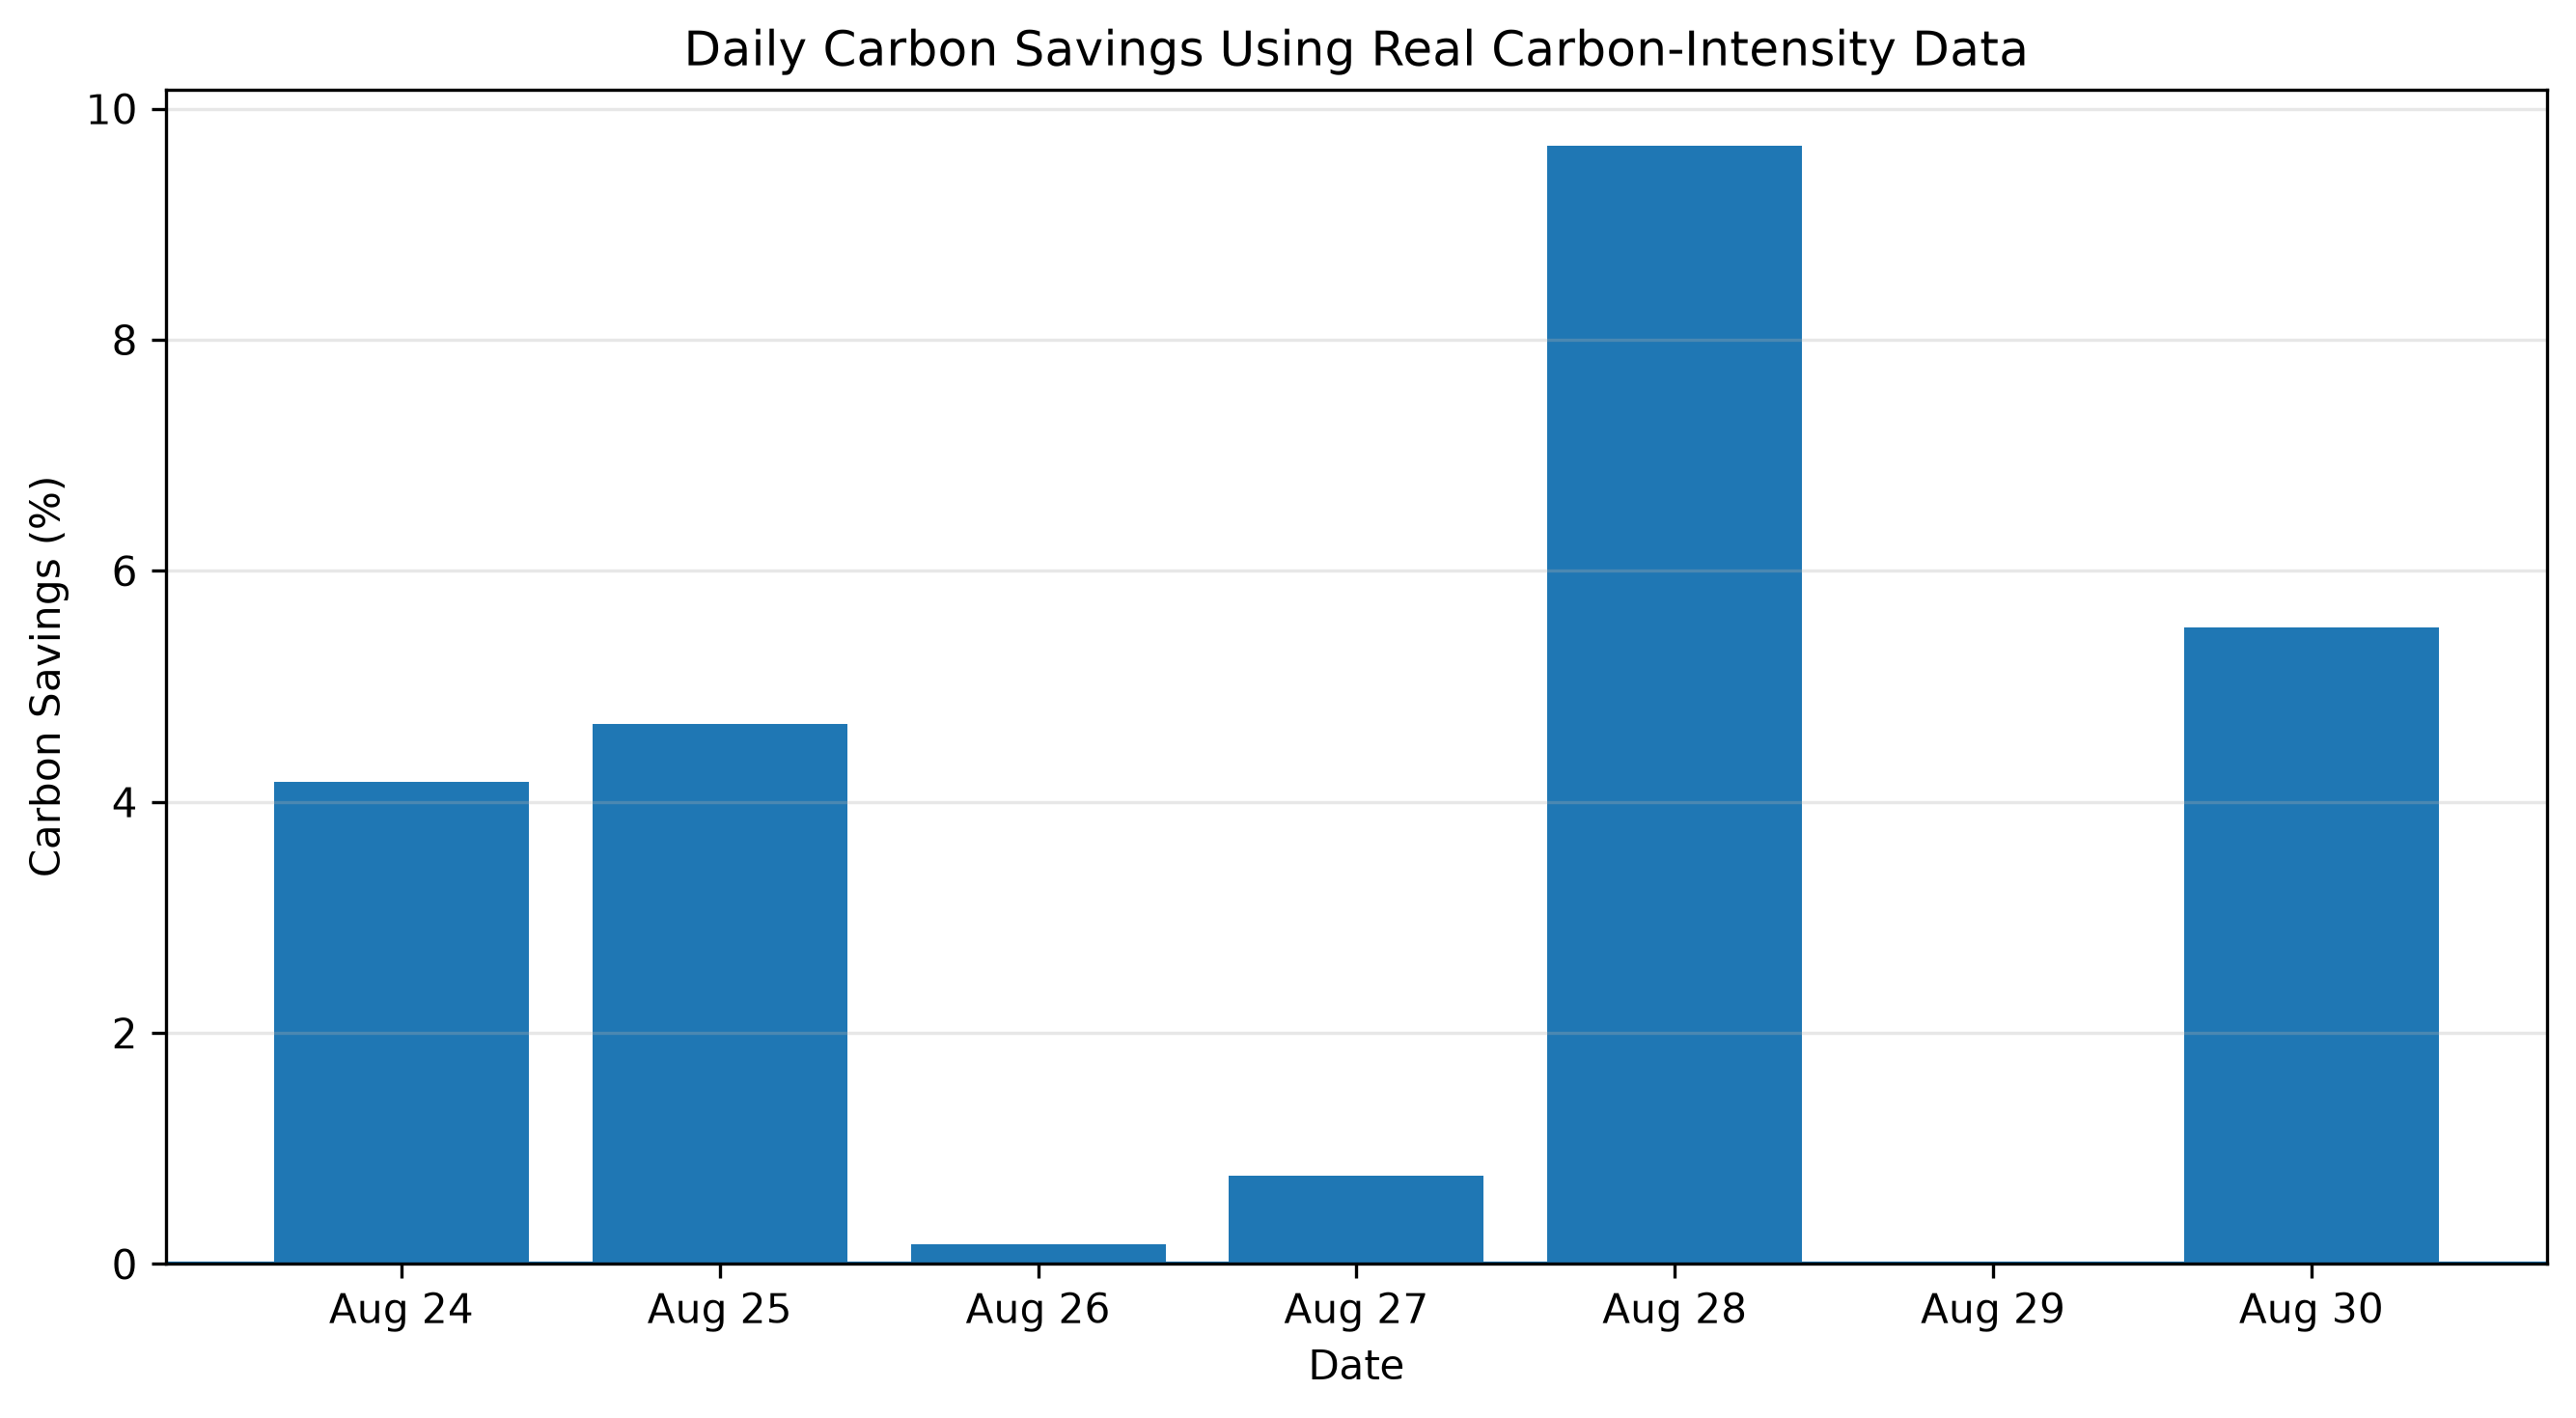 Daily Carbon Savings Using Real Carbon-Intensity Data
10
8
6
4
2
0
Carbon Savings (%)
Aug 24 Aug 25 Aug 26 Aug 27 Aug 28 Aug 29 Aug 30
Date